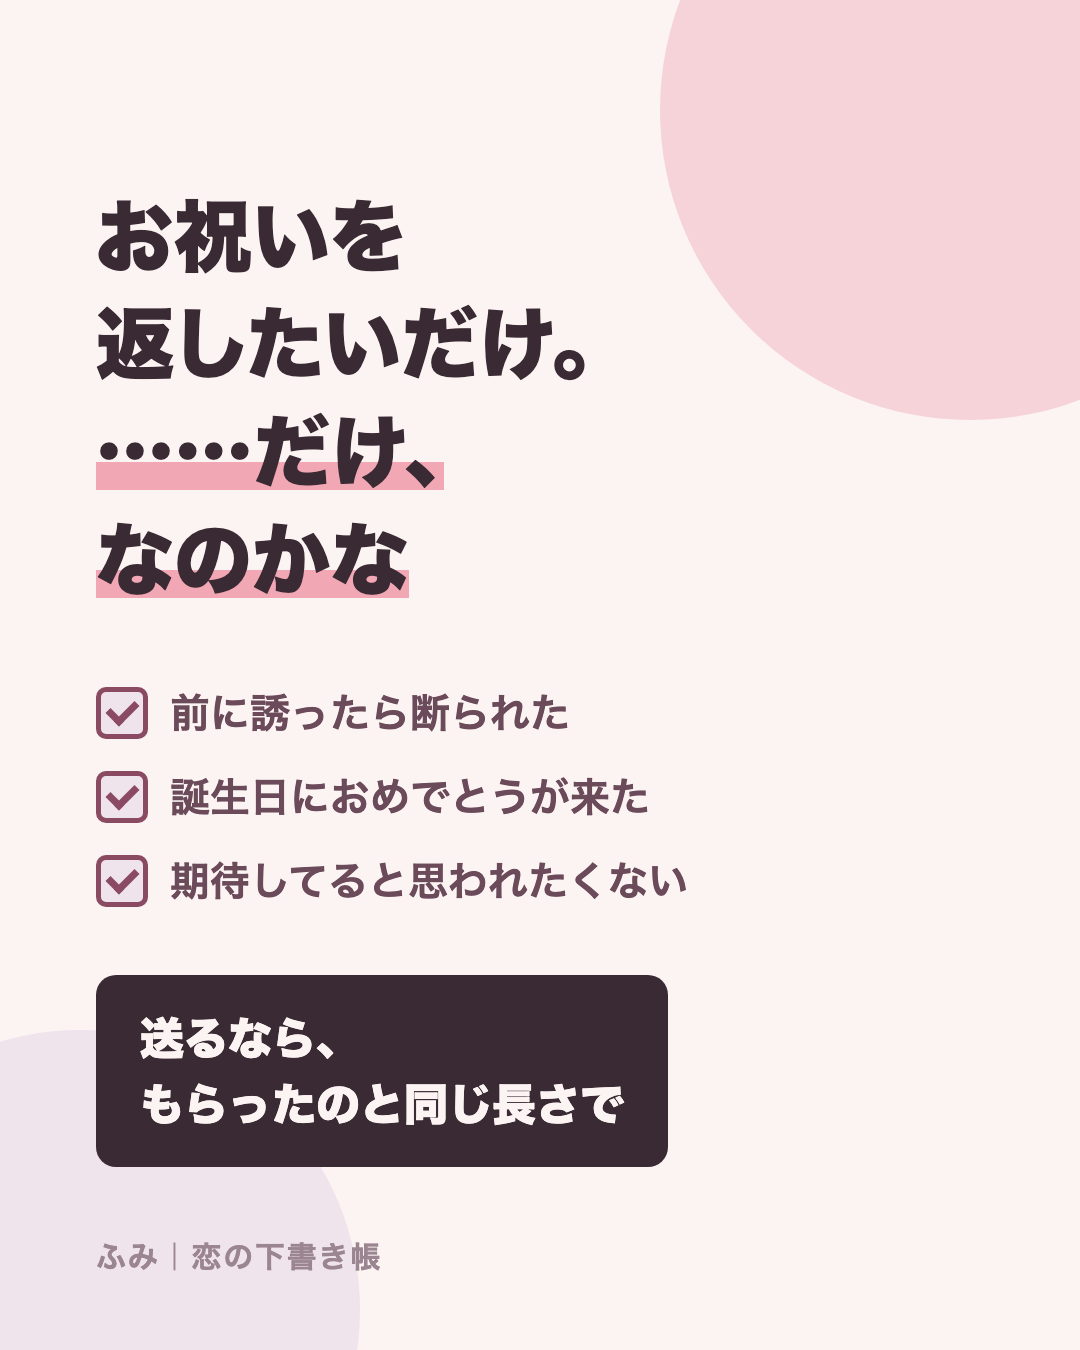 お祝いを
返したいだけ。
……だけ、
なのかな
前に誘ったら断られた
誕生日におめでとうが来た
期待してると思われたくない
送るなら、
もらったのと同じ長さで
ふみ｜恋の下書き帳